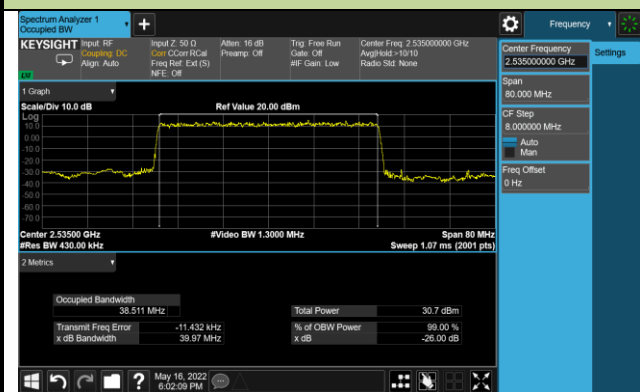 Spectrum Analyzer 1
Occupied BW
Frequency
KEYSIGHT
Input: RF
Coupling: DC
Align: Auto
Input Z: 50 Ω
Corr CCorr RCal
Freq Ref: Ext (S)
NFE: Off
Atten: 16 dB
Preamp: Off
Trig: Free Run
Gate: Off
#IF Gain: Low
Center Freq: 2.535000000 GHz
Avg|Hold:>10/10
Radio Std: None
Center Frequency
2.535000000 GHz
Settings
Span
80.000 MHz
CF Step
8.000000 MHz
Auto
Man
Freq Offset
0 Hz
1 Graph
Scale/Div 10.0 dB
Ref Value 20.00 dBm
Log
10.0
0.00
-10.0
-20.0
-30.0
-40.0
-50.0
-60.0
-70.0
Center 2.53500 GHz
#Video BW 1.3000 MHz
Span 80 MHz
#Res BW 430.00 kHz
Sweep 1.07 ms (2001 pts)
2 Metrics
Occupied Bandwidth
38.511 MHz
Total Power
30.7 dBm
Transmit Freq Error
-11.432 kHz
% of OBW Power
99.00 %
x dB Bandwidth
39.97 MHz
x dB
-26.00 dB
?
May 16, 2022
6:02:09 PM